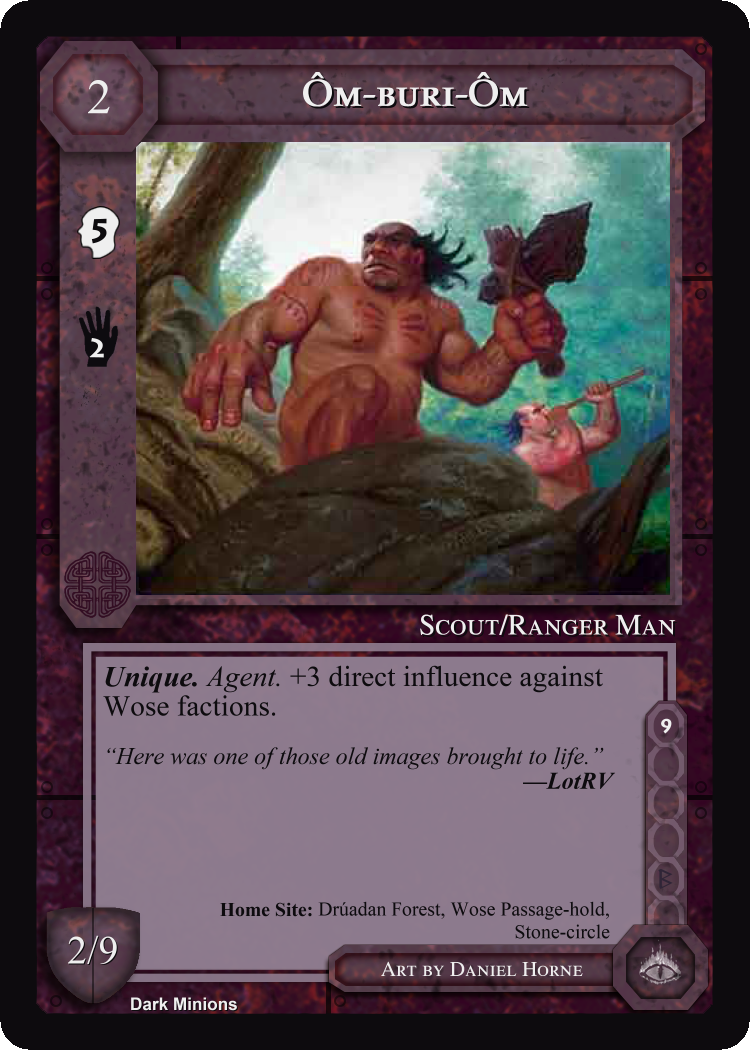 2
Ôm-buri-Ôm
5
2
Scout/Ranger Man
Unique. Agent. +3 direct influence against
Wose factions.
9
“Here was one of those old images brought to life.”
—LotRV
B
Home Site: Drúadan Forest, Wose Passage-hold,
Stone-circle
2/9
Art by Daniel Horne
Dark Minions